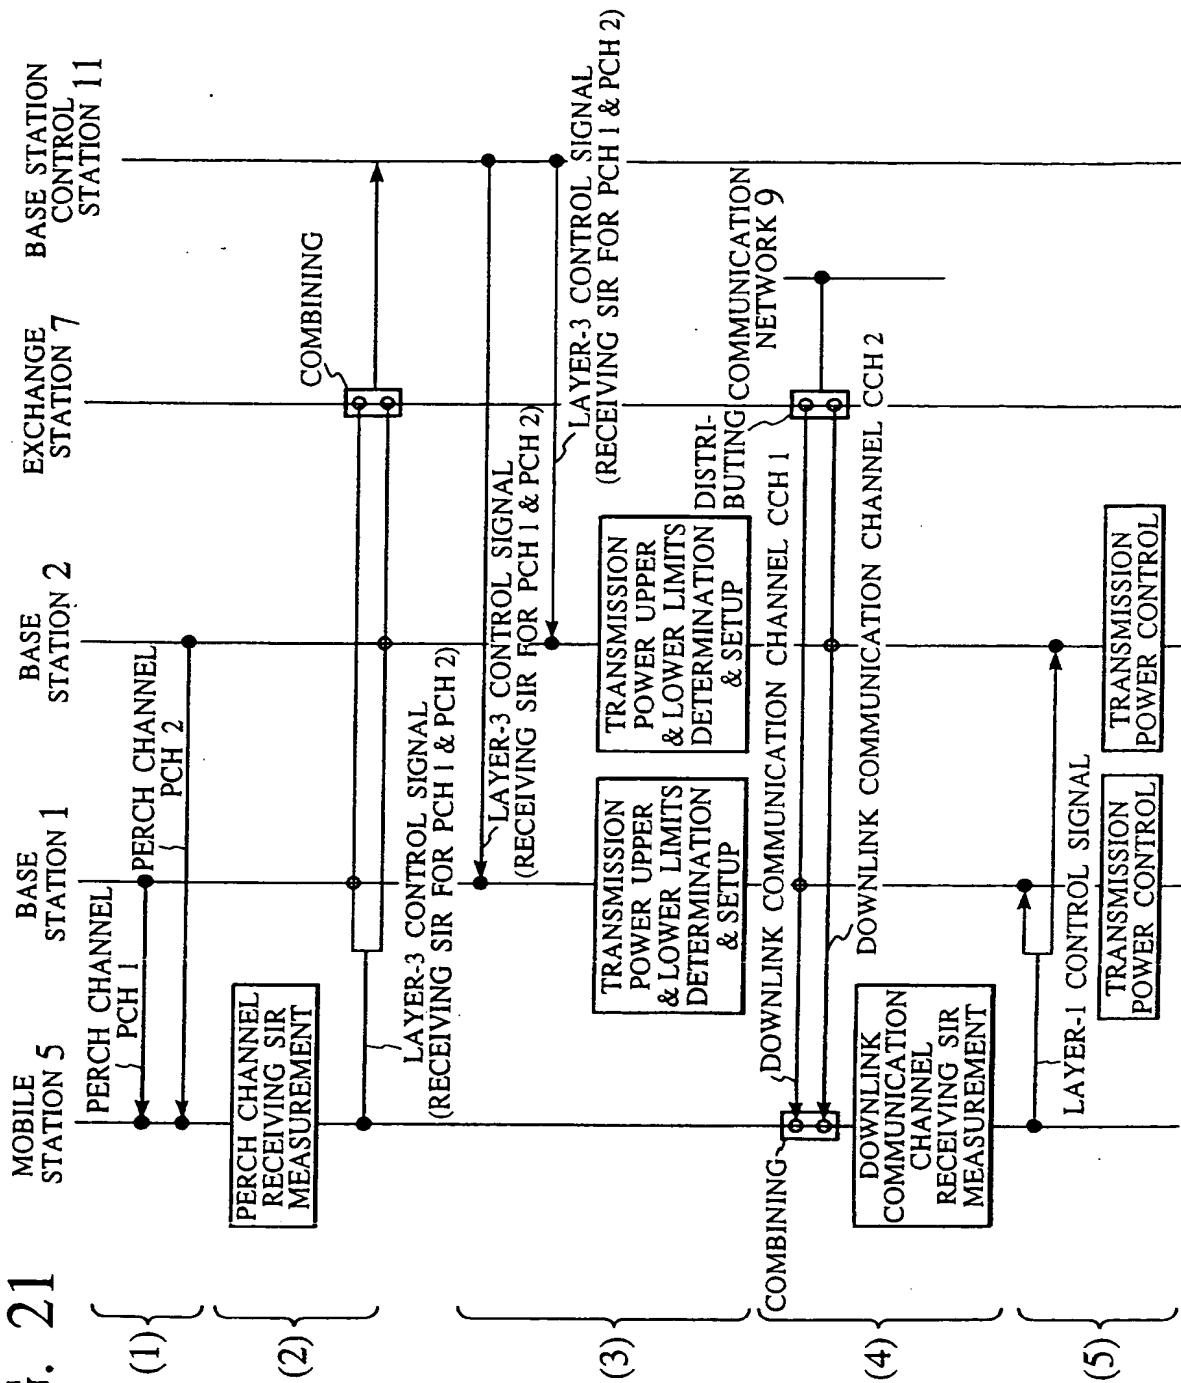 G. 21
MOBILE
STATION 5
BASE
STATION 1
BASE
STATION 2
EXCHANGE
STATION 7
BASE STATION
CONTROL
STATION 11
(1)
PERCH CHANNEL
PCH 1
PERCH CHANNEL
PCH 2
(2)
PERCH CHANNEL
RECEIVING SIR
MEASUREMENT
COMBINING
LAYER-3 CONTROL SIGNAL
(RECEIVING SIR FOR PCH 1 & PCH 2)
(3)
LAYER-3 CONTROL SIGNAL
(RECEIVING SIR FOR PCH 1 & PCH 2)
LAYER-3 CONTROL SIGNAL
(RECEIVING SIR FOR PCH 1 & PCH 2)
TRANSMISSION
POWER UPPER
& LOWER LIMITS
DETERMINATION
& SETUP
TRANSMISSION
POWER UPPER
& LOWER LIMITS
DETERMINATION
& SETUP
(4)
COMBINING
DISTRI-
BUTING
COMMUNICATION
NETWORK 9
DOWNLINK COMMUNICATION CHANNEL CCH 1
DOWNLINK COMMUNICATION CHANNEL CCH 2
DOWNLINK
COMMUNICATION
CHANNEL
RECEIVING SIR
MEASUREMENT
(5)
LAYER-1 CONTROL SIGNAL
TRANSMISSION
POWER CONTROL
TRANSMISSION
POWER CONTROL